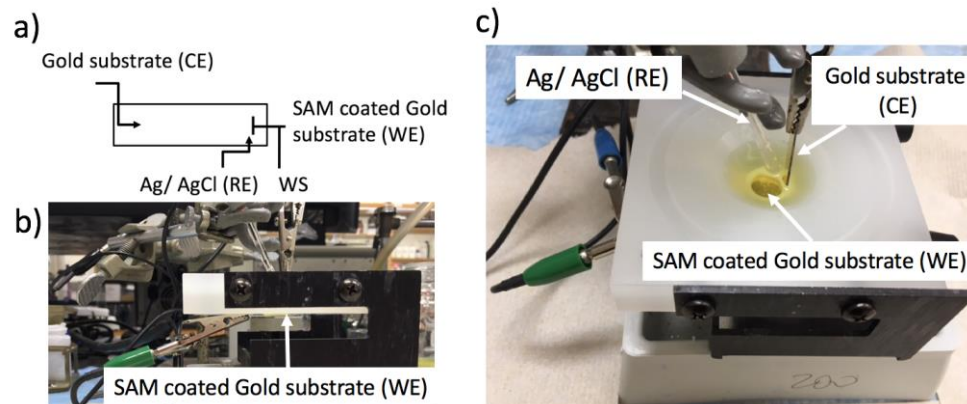 a)
Gold substrate (CE)
SAM coated Gold
substrate (WE)
Ag/ AgCl (RE)
WS
b)
SAM coated Gold substrate (WE)
c)
Ag/ AgCl (RE)
Gold substrate
(CE)
SAM coated Gold substrate (WE)
200